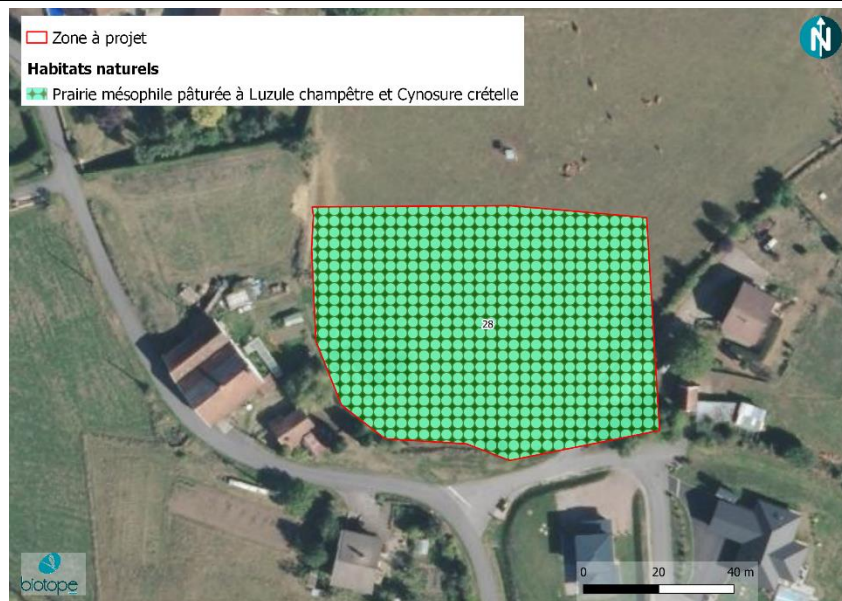 N
Zone à projet
Habitats naturels
Prairie mésophile pâturée à Luzule champêtre et Cynosure crételle
28
biotope
0 20 40 m